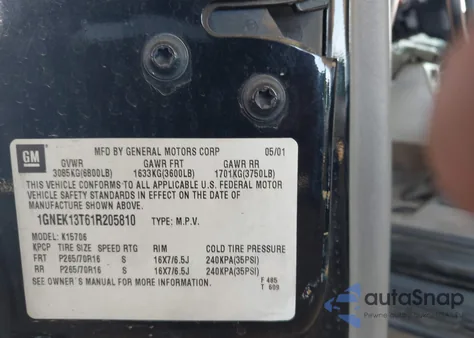 GM
MFD BY GENERAL MOTORS CORP 05/01
GVWR GAWR FRT GAWR RR
3085KG(6800LB) 1633KG(3600LB) 1701KG(3750LB)
THIS VEHICLE CONFORMS TO ALL APPLICABLE U.S. FEDERAL MOTOR
VEHICLE SAFETY STANDARDS IN EFFECT ON THE DATE OF
MANUFACTURE SHOWN ABOVE.
1GNEK13T61R205810 TYPE: M.P.V.
MODEL: K15706
KPCP TIRE SIZE SPEED RTG RIM COLD TIRE PRESSURE
FRT P265/70R16 S 16X7/6.5J 240KPA(35PSI)
RR P265/70R16 S 16X7/6.5J 240KPA(35PSI)
SEE OWNER'S MANUAL FOR MORE INFORMATION. F 485
T 609
autoSnap